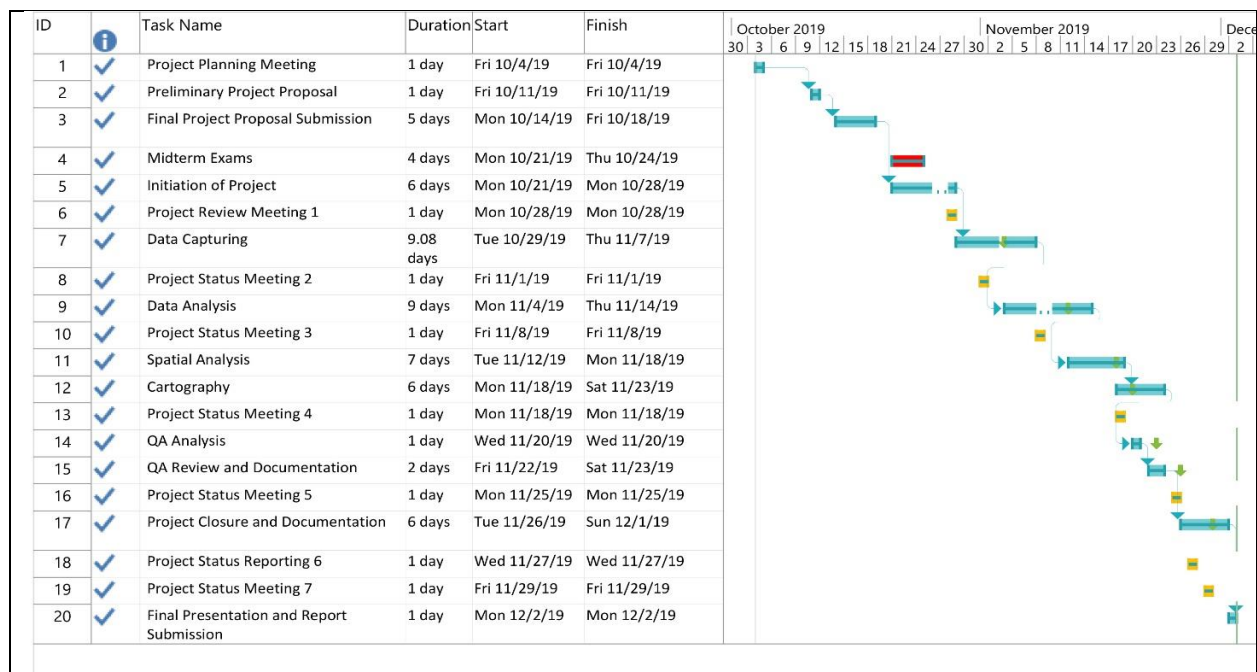 ID Task Name Duration Start Finish October 2019 November 2019 Dece
30 3 6 9 12 15 18 21 24 27 30 2 5 8 11 14 17 20 23 26 29 2
1 Project Planning Meeting 1 day Fri 10/4/19 Fri 10/4/19
2 Preliminary Project Proposal 1 day Fri 10/11/19 Fri 10/11/19
3 Final Project Proposal Submission 5 days Mon 10/14/19 Fri 10/18/19
4 Midterm Exams 4 days Mon 10/21/19 Thu 10/24/19
5 Initiation of Project 6 days Mon 10/21/19 Mon 10/28/19
6 Project Review Meeting 1 1 day Mon 10/28/19 Mon 10/28/19
7 Data Capturing 9.08 Tue 10/29/19 Thu 11/7/19
days
8 Project Status Meeting 2 1 day Fri 11/1/19 Fri 11/1/19
9 Data Analysis 9 days Mon 11/4/19 Thu 11/14/19
10 Project Status Meeting 3 1 day Fri 11/8/19 Fri 11/8/19
11 Spatial Analysis 7 days Tue 11/12/19 Mon 11/18/19
12 Cartography 6 days Mon 11/18/19 Sat 11/23/19
13 Project Status Meeting 4 1 day Mon 11/18/19 Mon 11/18/19
14 QA Analysis 1 day Wed 11/20/19 Wed 11/20/19
15 QA Review and Documentation 2 days Fri 11/22/19 Sat 11/23/19
16 Project Status Meeting 5 1 day Mon 11/25/19 Mon 11/25/19
17 Project Closure and Documentation 6 days Tue 11/26/19 Sun 12/1/19
18 Project Status Reporting 6 1 day Wed 11/27/19 Wed 11/27/19
19 Project Status Meeting 7 1 day Fri 11/29/19 Fri 11/29/19
20 Final Presentation and Report 1 day Mon 12/2/19 Mon 12/2/19
Submission